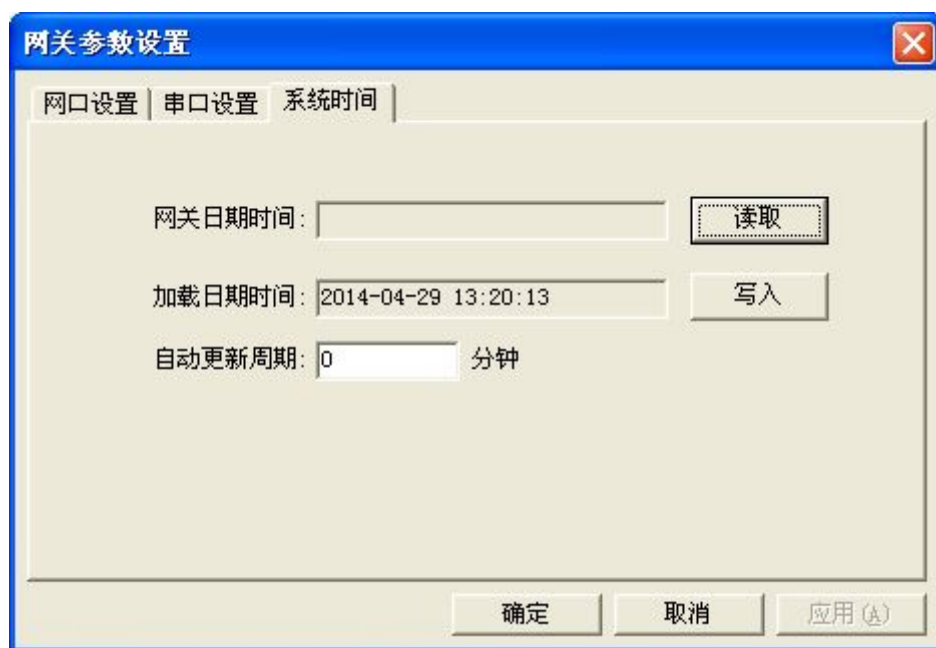 网关参数设置
网口设置 串口设置 系统时间
网关日期时间: 读取
加载日期时间: 2014-04-29 13:20:13 写入
自动更新周期: 0 分钟
确定 取消 应用(A)